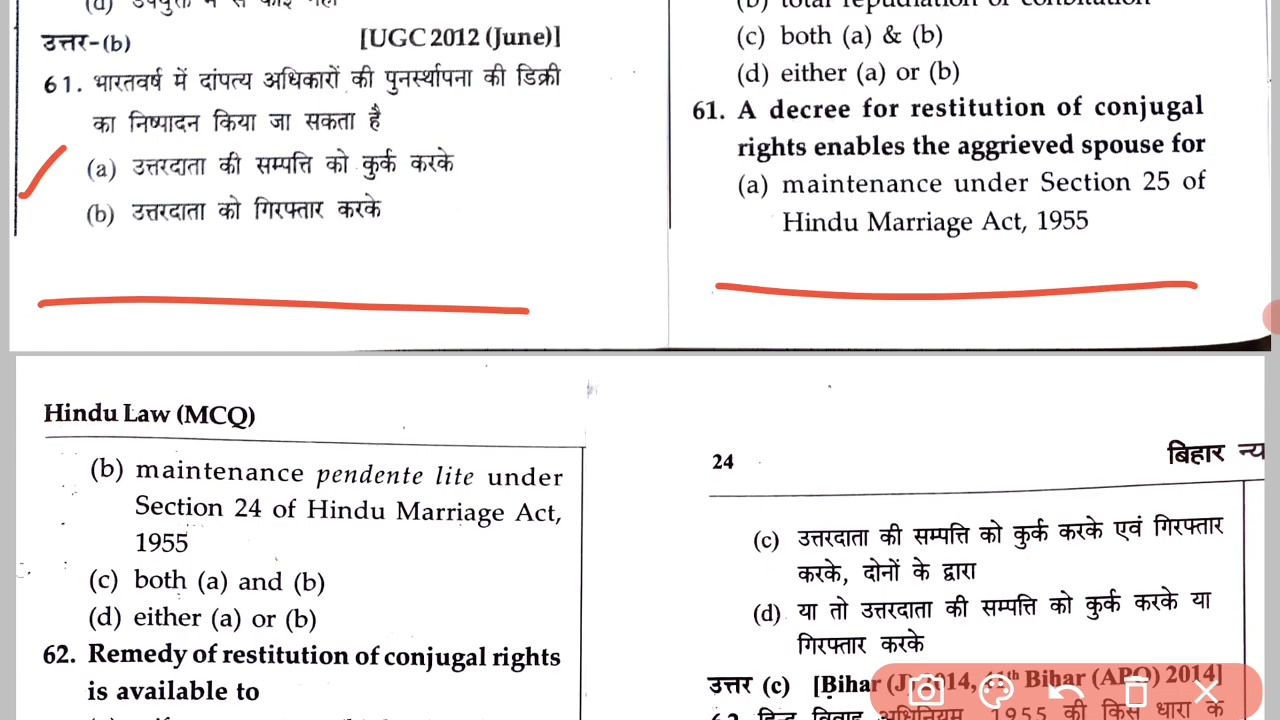 उत्तर-(b) [UGC 2012 (June)]
61. भारतवर्ष में दांपत्य अधिकारों की पुनर्स्थापना की डिक्री
का निष्पादन किया जा सकता है
(a) उत्तरदाता की सम्पत्ति को कुर्क करके
(b) उत्तरदाता को गिरफ्तार करके
(c) both (a) & (b)
(d) either (a) or (b)
61. A decree for restitution of conjugal
rights enables the aggrieved spouse for
(a) maintenance under Section 25 of
Hindu Marriage Act, 1955
Hindu Law (MCQ)
(b) maintenance pendente lite under
Section 24 of Hindu Marriage Act,
1955
(c) both (a) and (b)
(d) either (a) or (b)
62. Remedy of restitution of conjugal rights
is available to
24 बिहार
(c) उत्तरदाता की सम्पत्ति को कुर्क करके एवं गिरफ्तार
करके, दोनों के द्वारा
(d) या तो उत्तरदाता की सम्पत्ति को कुर्क करके या
गिरफ्तार करके
उत्तर (c) [Bihar (J) 2014, Bihar (APO) 2014]